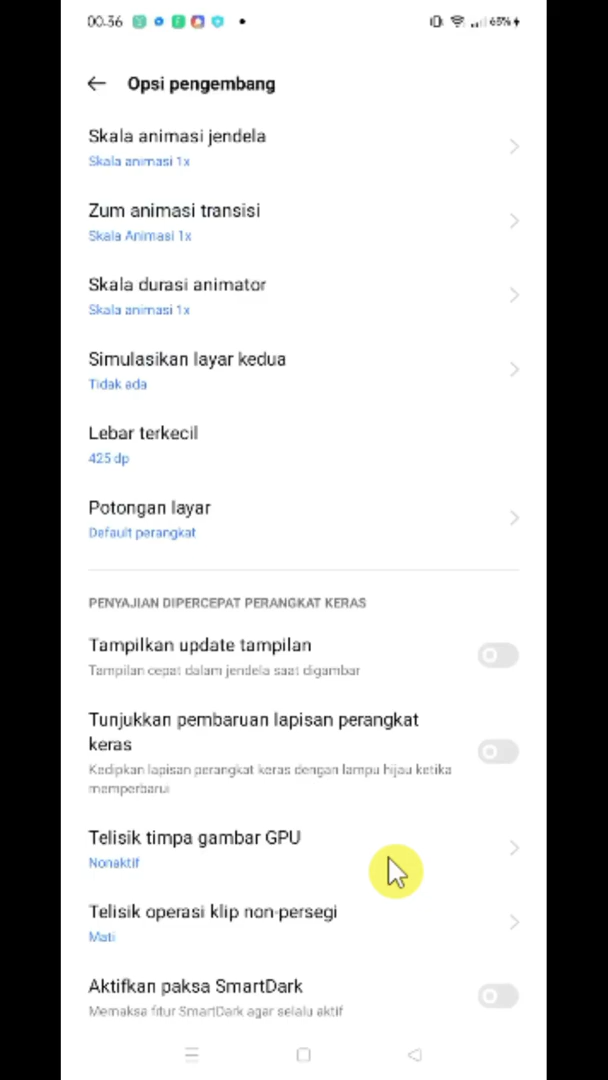 00.36
65%
Opsi pengembang
Skala animasi jendela
Skala animasi 1x
Zum animasi transisi
Skala Animasi 1x
Skala durasi animator
Skala animasi 1x
Simulasikan layar kedua
Tidak ada
Lebar terkecil
425 dp
Potongan layar
Default perangkat
PENYAJIAN DIPERCEPAT PERANGKAT KERAS
Tampilkan update tampilan
Tampilan cepat dalam jendela saat digambar
Tunjukkan pembaruan lapisan perangkat
keras
Kedipkan lapisan perangkat keras dengan lampu hijau ketika
memperbarui
Telisik timpa gambar GPU
Nonaktif
Telisik operasi klip non-persegi
Mati
Aktifkan paksa SmartDark
Memaksa fitur SmartDark agar selalu aktif